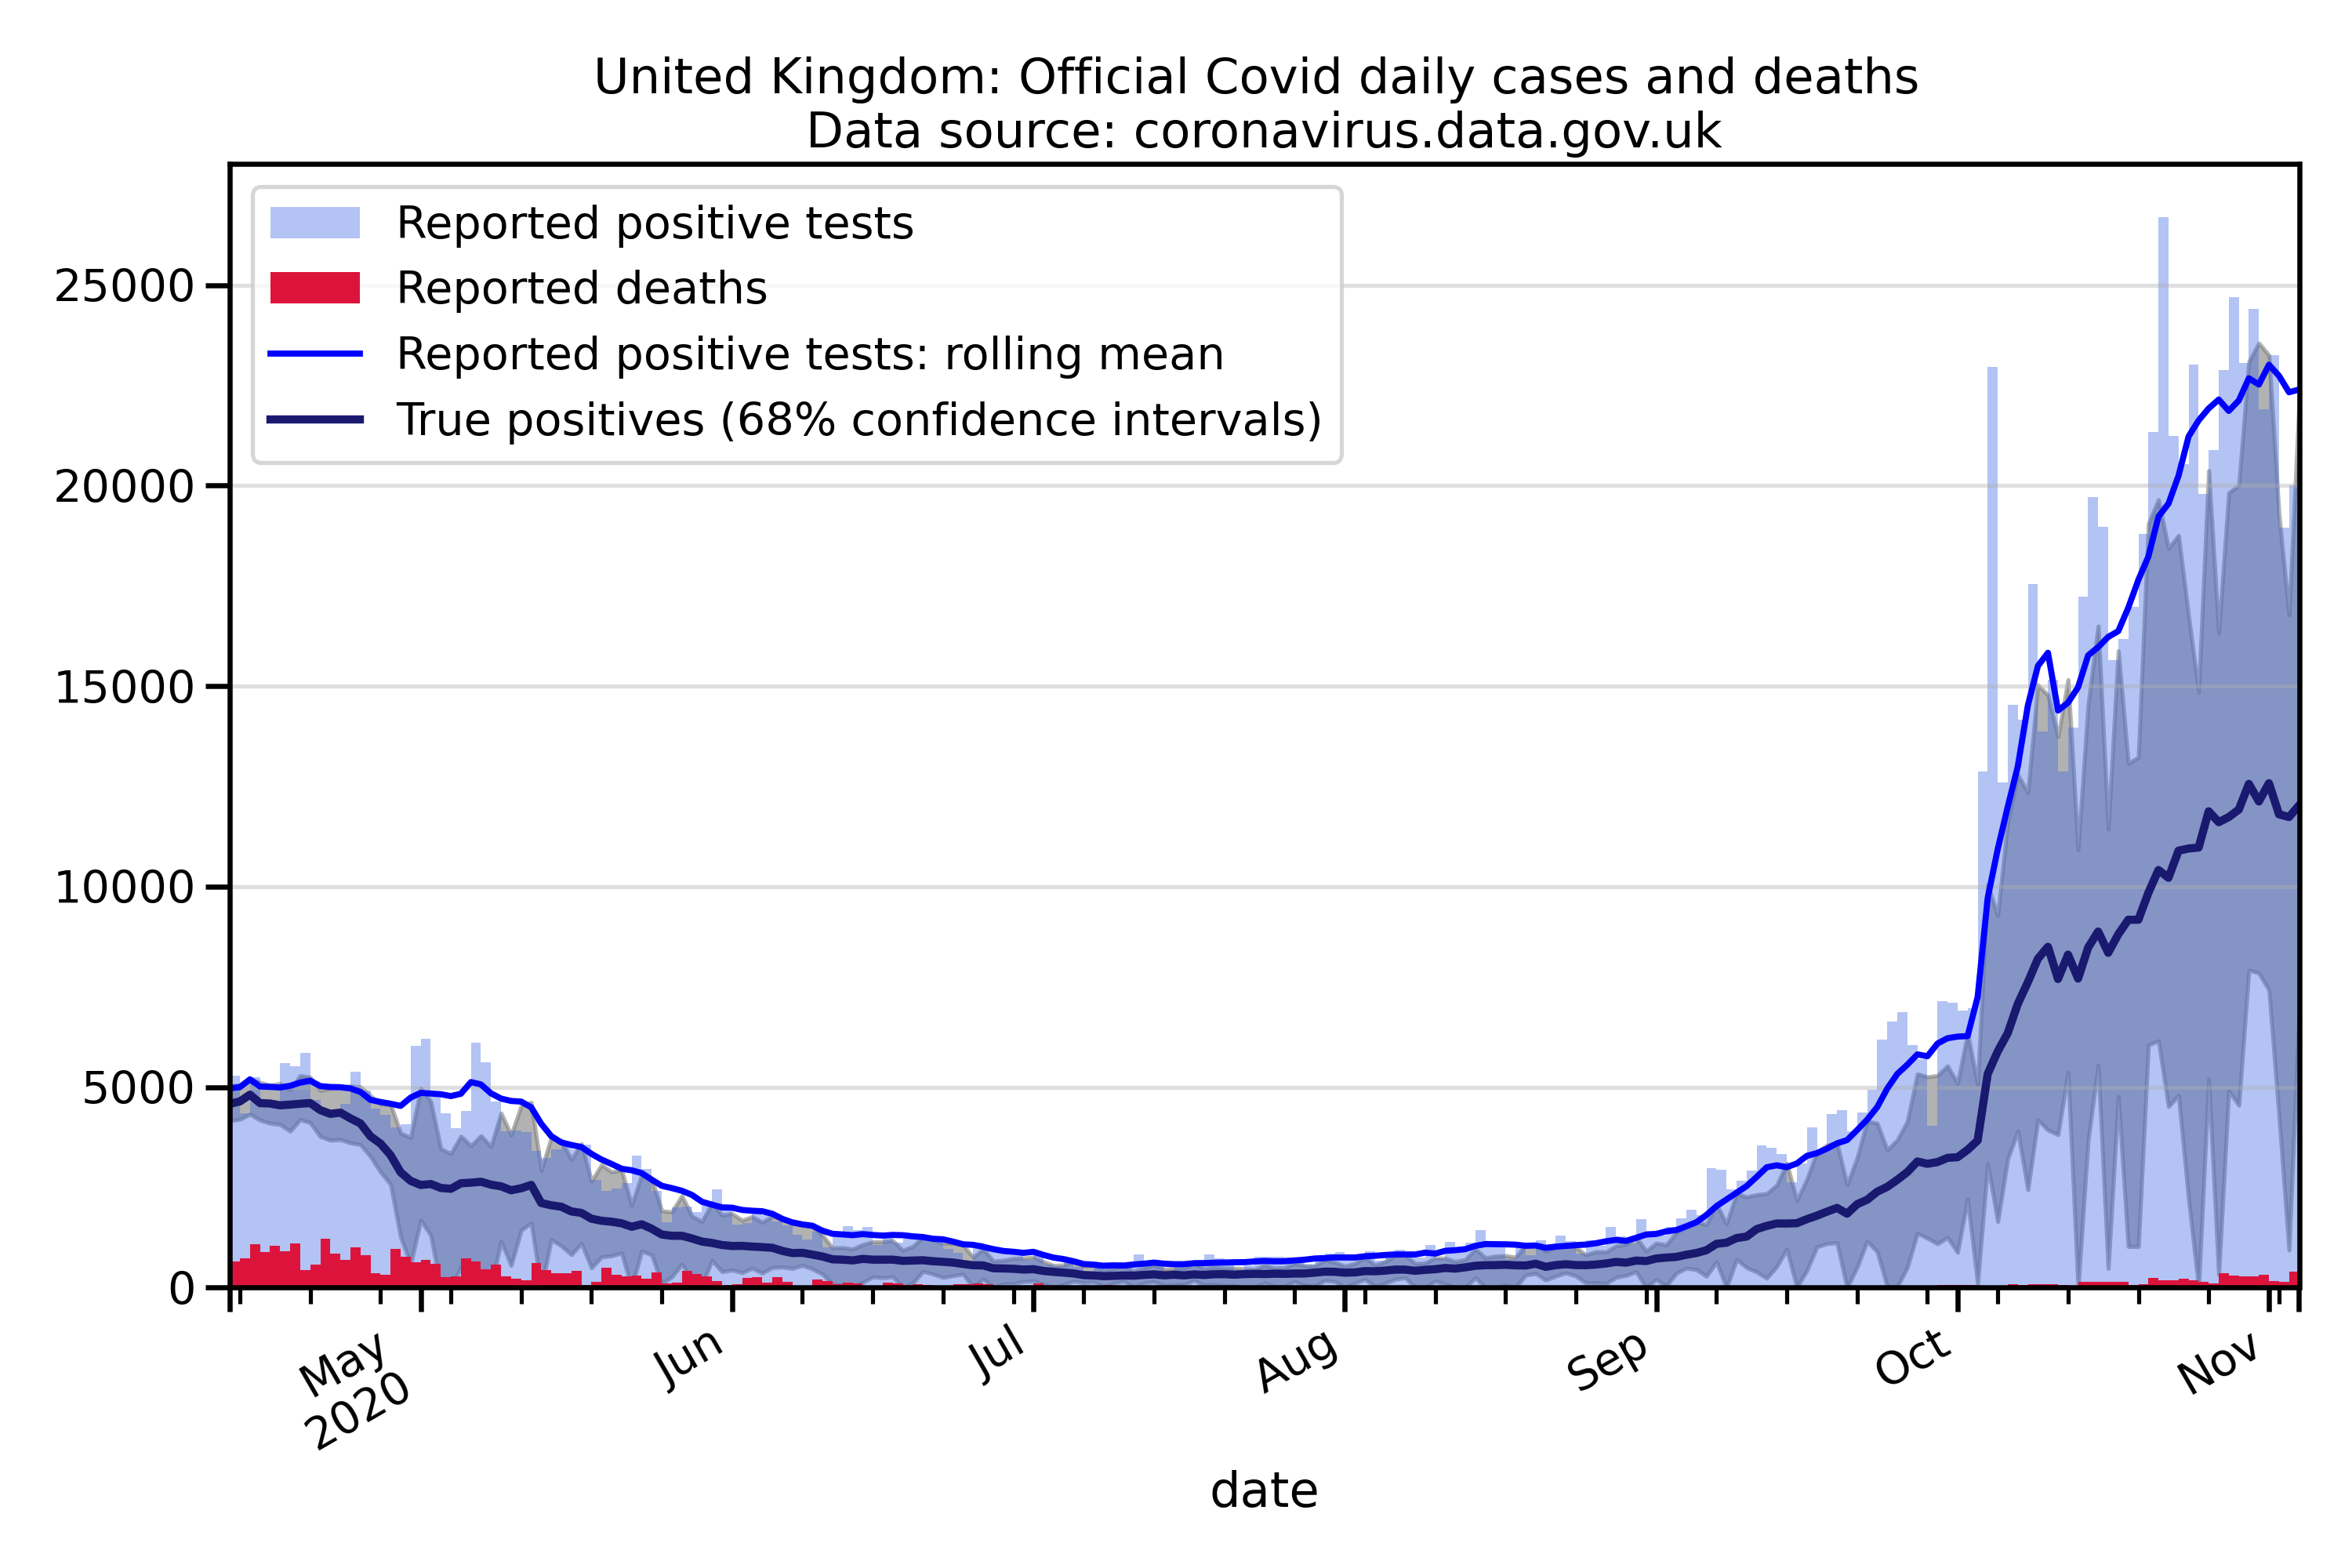 United Kingdom: Official Covid daily cases and deaths
Data source: coronavirus.data.gov.uk
Reported positive tests
Reported deaths
Reported positive tests: rolling mean
True positives (68% confidence intervals)
25000
20000
15000
10000
5000
0
May
2020
Jun
Jul
Aug
Sep
Oct
Nov
date